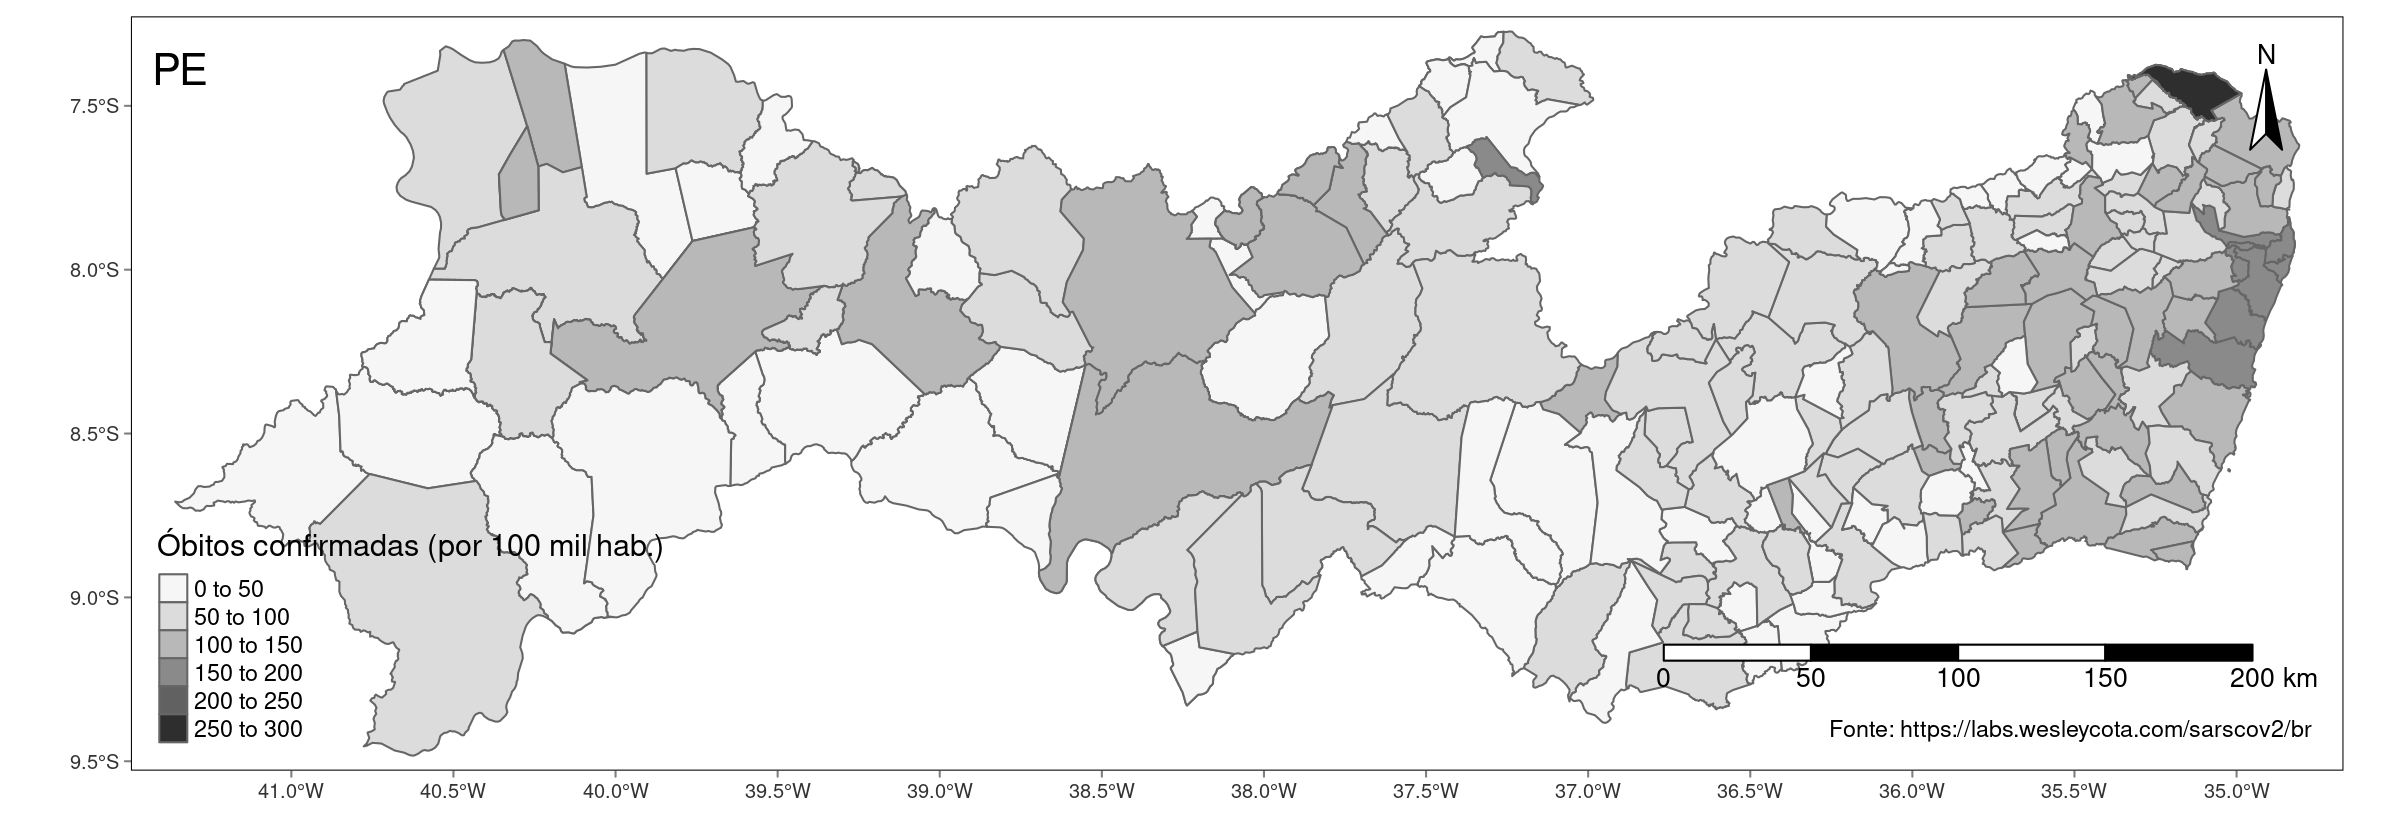 PE
N
7.5°S
8.0°S
8.5°S
9.0°S
9.5°S
Óbitos confirmadas (por 100 mil hab.)
0 to 50
50 to 100
100 to 150
150 to 200
200 to 250
250 to 300
0 50 100 150 200 km
Fonte: https://labs.wesleycota.com/sarscov2/br
41.0°W 40.5°W 40.0°W 39.5°W 39.0°W 38.5°W 38.0°W 37.5°W 37.0°W 36.5°W 36.0°W 35.5°W 35.0°W